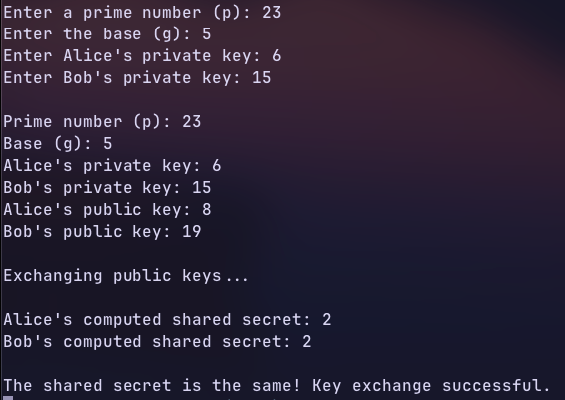 Enter a prime number (p): 23
Enter the base (g): 5
Enter Alice's private key: 6
Enter Bob's private key: 15
Prime number (p): 23
Base (g): 5
Alice's private key: 6
Bob's private key: 15
Alice's public key: 8
Bob's public key: 19
Exchanging public keys...
Alice's computed shared secret: 2
Bob's computed shared secret: 2
The shared secret is the same! Key exchange successful.